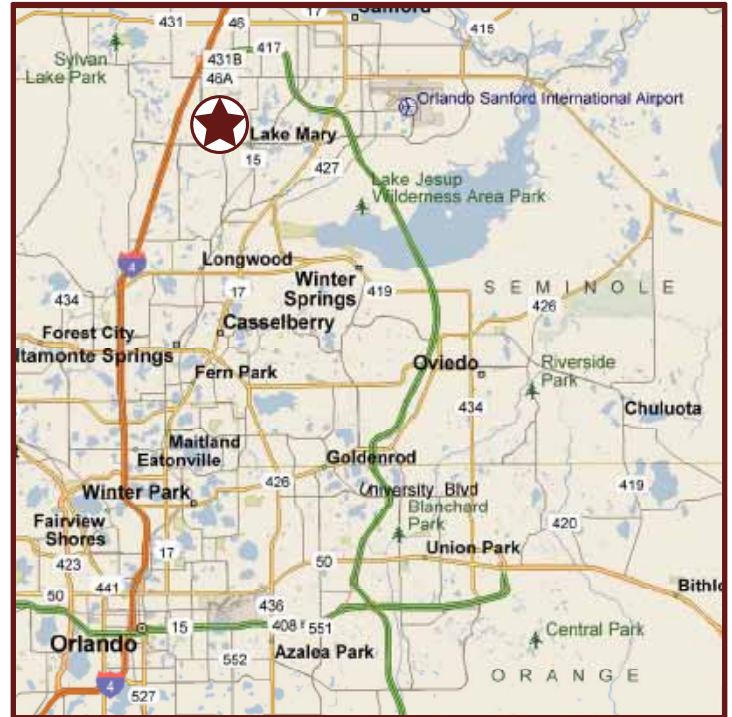 17
Sanford
431
46
415
Sylvan
Lake Park
417
431B
46A
Orlando Sanford International Airport
Lake Mary
15
427
Lake Jesup
Wilderness Area Park
4
Longwood
Winter
Springs
17
419
SEMINOLE
434
426
Forest City
Casselberry
ltamonte Springs
Oviedo
Riverside
Park
Fern Park
434
Chuluota
Maitland
Eatonville
Goldenrod
426
419
Winter Park
University Blvd
Blanchard
Park
Fairview
Shores
420
17
Union Park
423
50
441
Bithl
50
436
15
408
551
Orlando
Central Park
552
Azalea Park
ORANGE
4
527